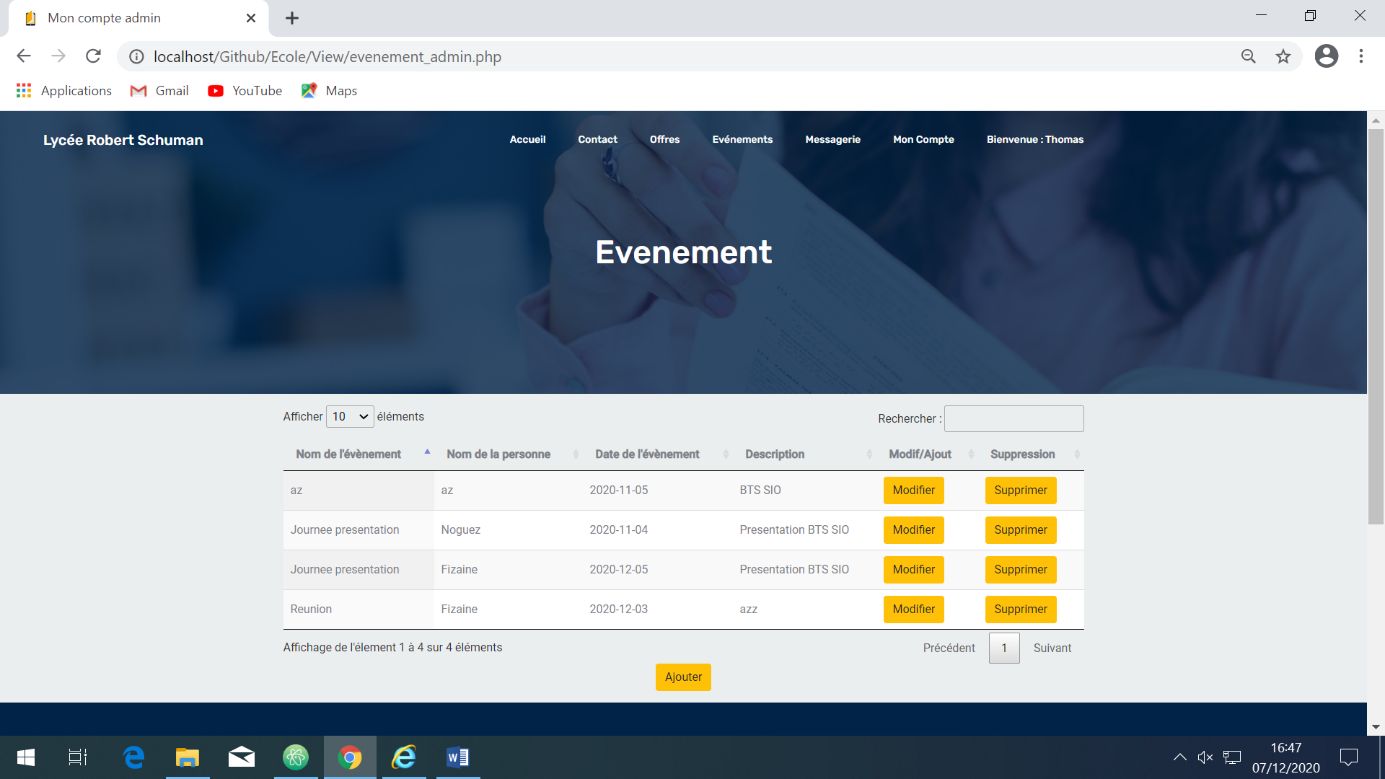 Mon compte admin
localhost/Github/Ecole/View/evenement_admin.php
Applications Gmail YouTube Maps
Lycée Robert Schuman Accueil Contact Offres Evénements Messagerie Mon Compte Bienvenue : Thomas
Evenement
Afficher 10 éléments Rechercher :
Nom de l'évènement Nom de la personne Date de l'évènement Description Modif/Ajout Suppression
az az 2020-11-05 BTS SIO Modifier Supprimer
Journee presentation Noguez 2020-11-04 Presentation BTS SIO Modifier Supprimer
Journee presentation Fizaine 2020-12-05 Presentation BTS SIO Modifier Supprimer
Reunion Fizaine 2020-12-03 azz Modifier Supprimer
Affichage de l'élement 1 à 4 sur 4 éléments Précédent 1 Suivant
Ajouter
16:47
07/12/2020